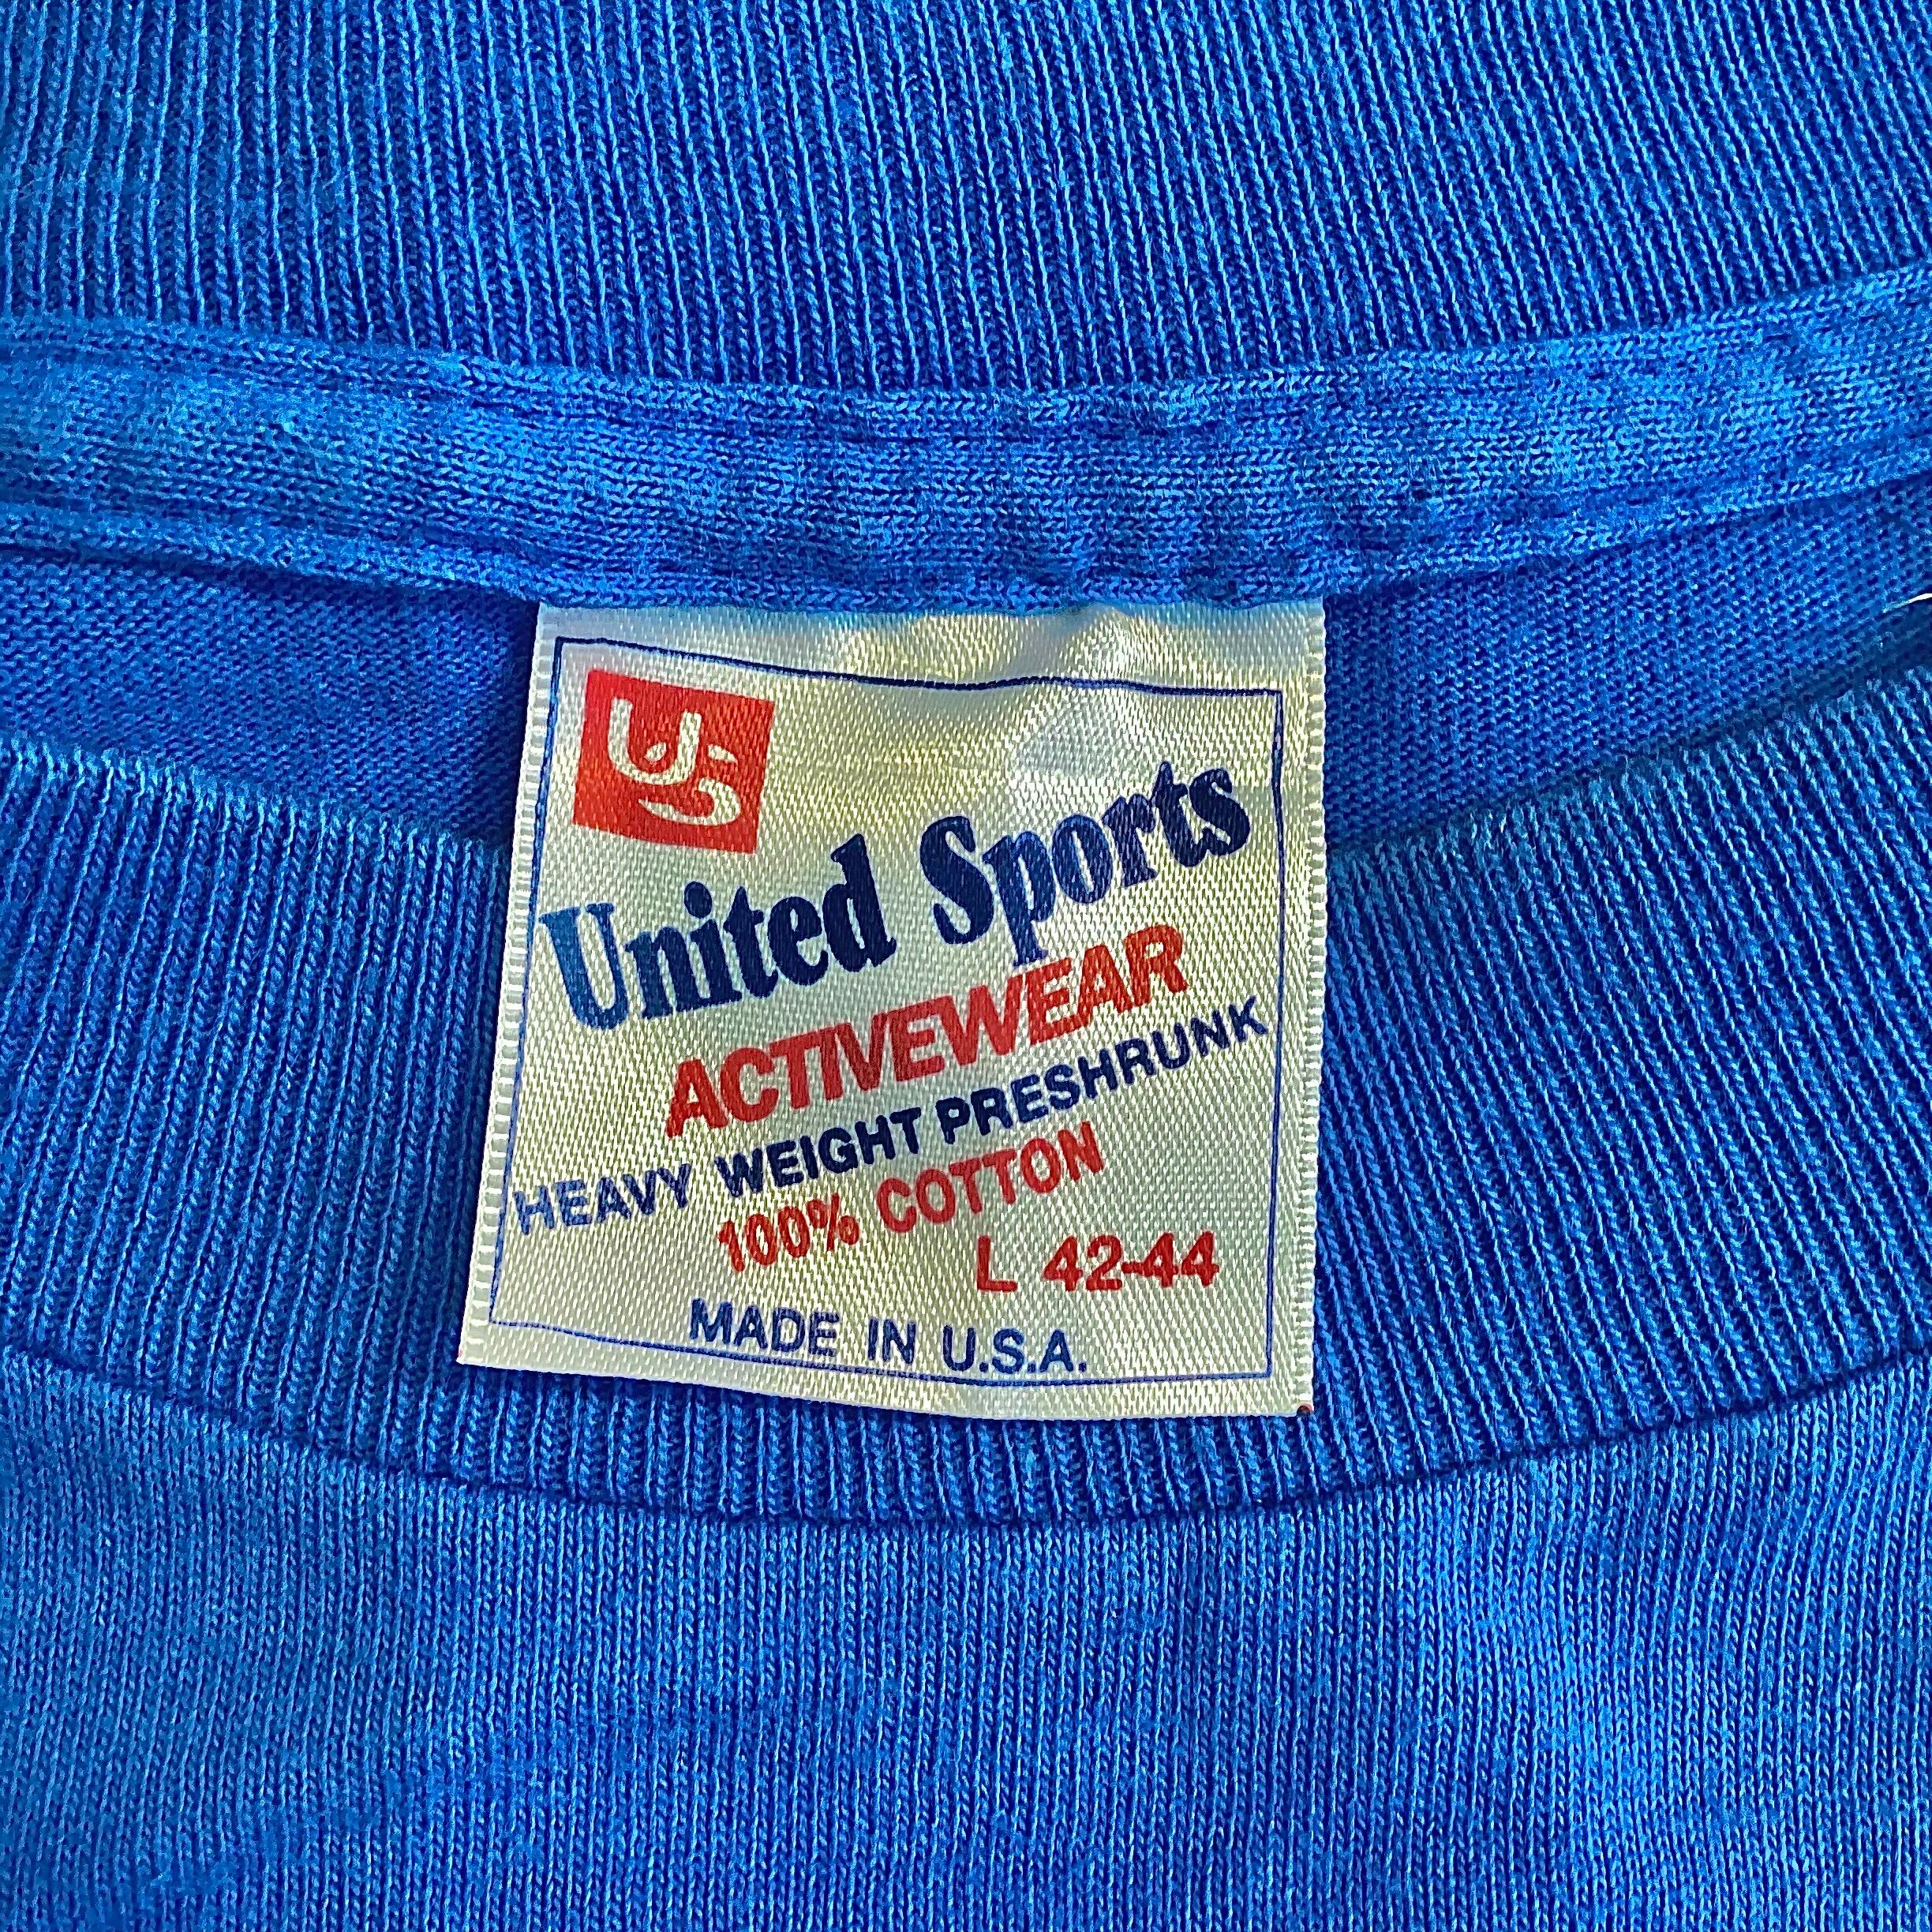 US
United Sports
ACTIVEWEAR
HEAVY WEIGHT PRESHRUNK
100% COTTON
L 42-44
MADE IN U.S.A.